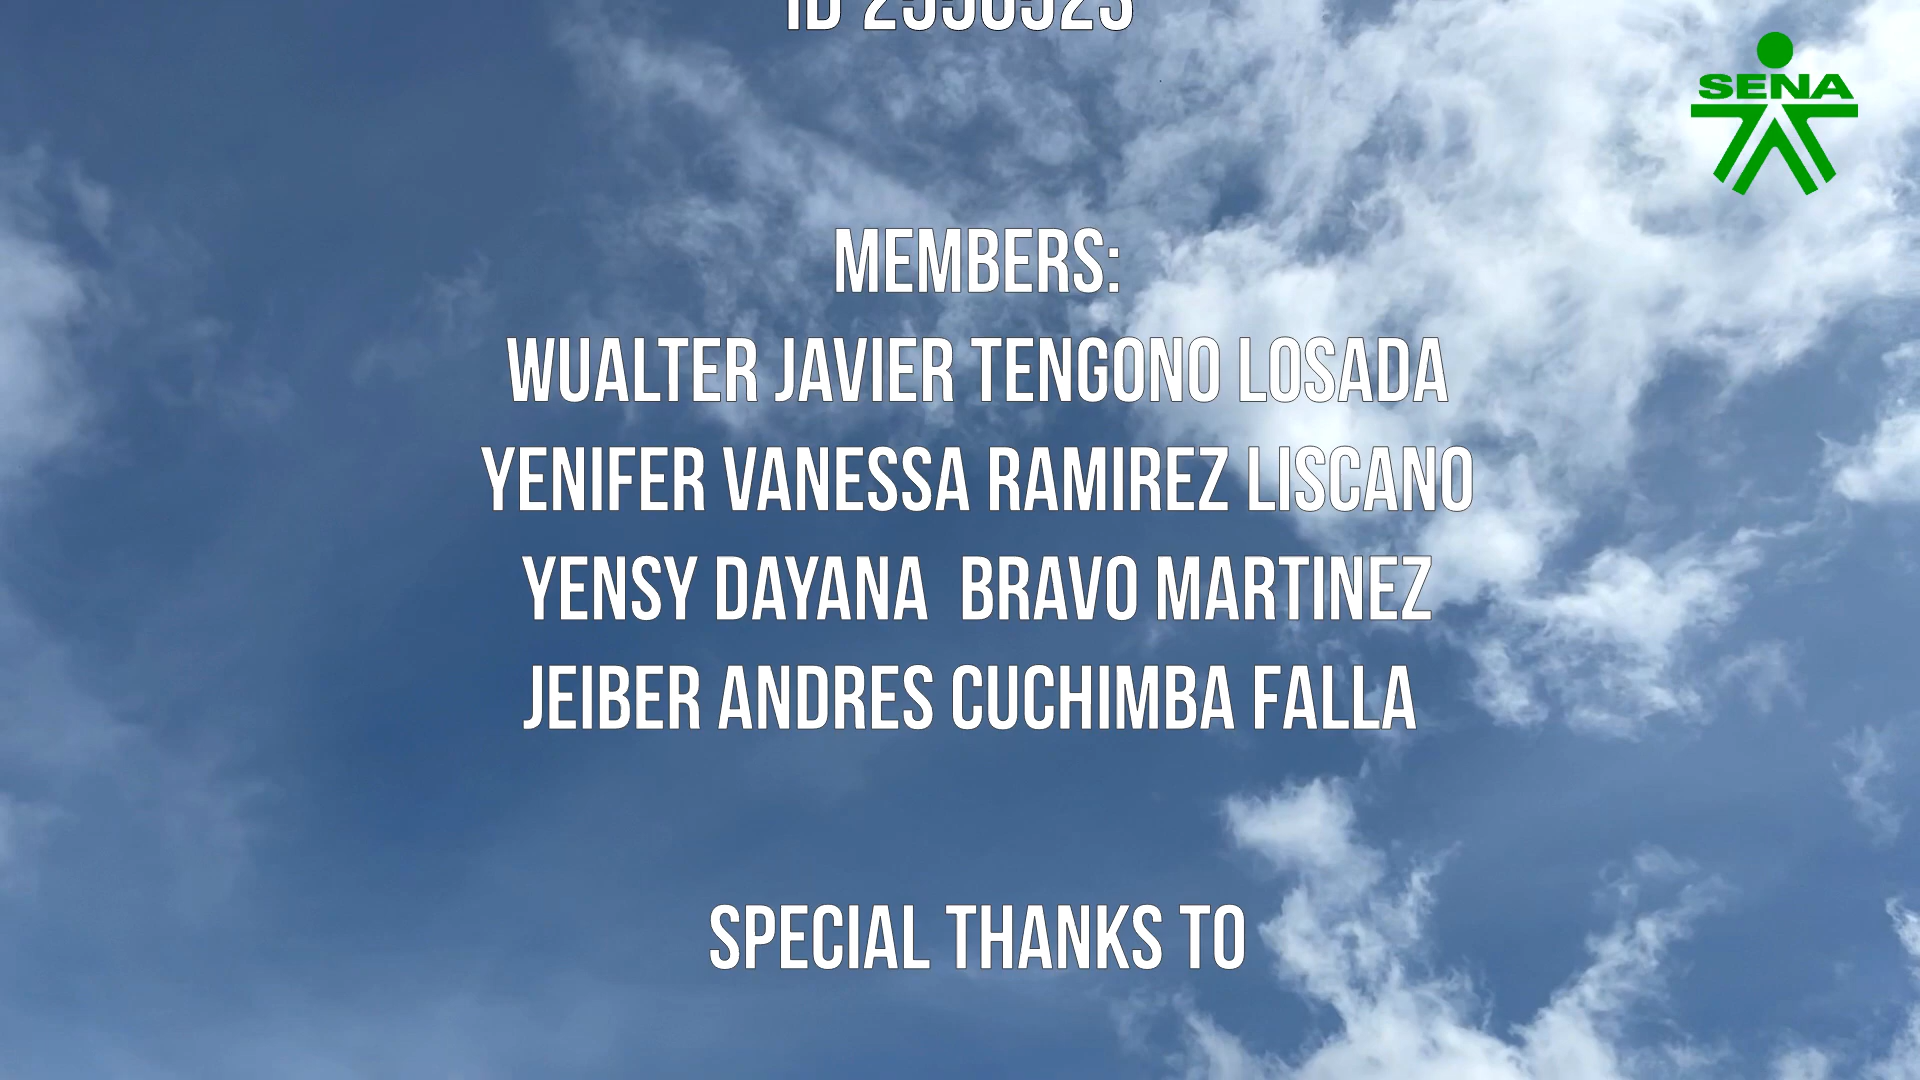 ID
SENA
MEMBERS:
WUALTER JAVIER TENGONO LOSADA
YENIFER VANESSA RAMIREZ LISCANO
YENSY DAYANA  BRAVO MARTINEZ
JEIBER ANDRES CUCHIMBA FALLA
SPECIAL THANKS TO